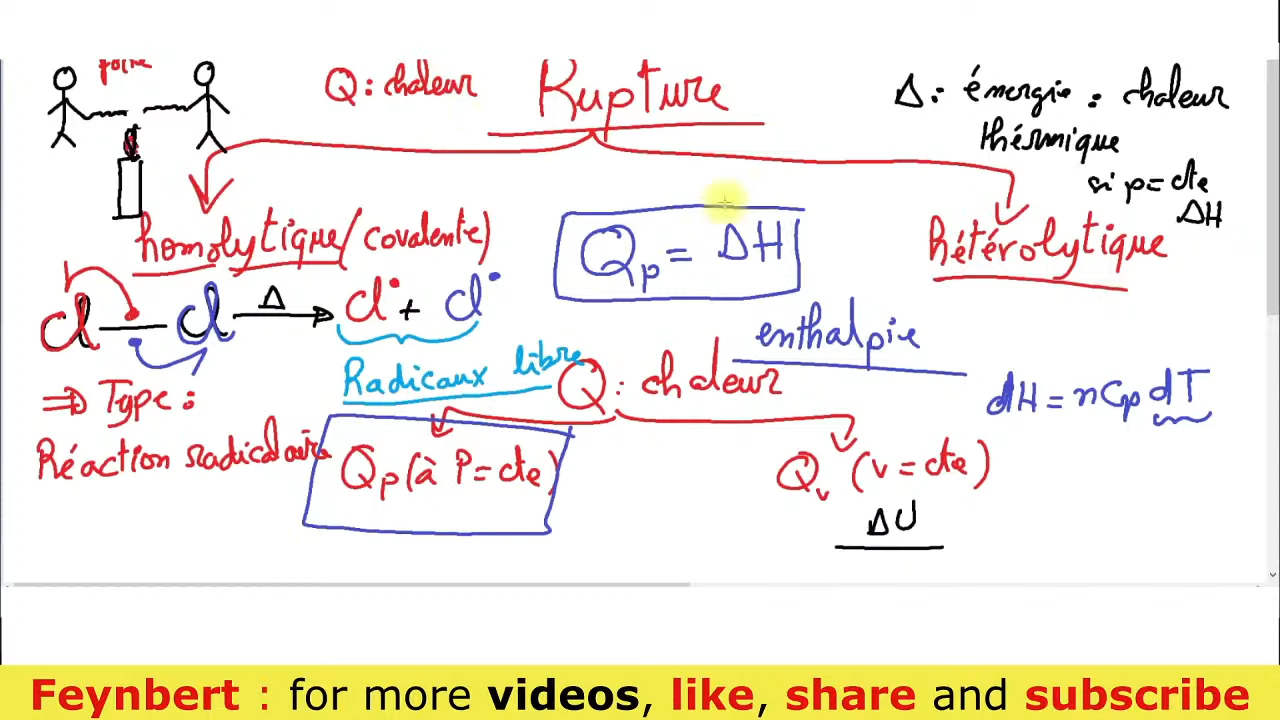 Q : chaleur
Rupture
Δ : énergie = chaleur
thérmique
si p = cte
ΔH
homolytique/(covalente)
Qp = ΔH
hétérolytique
Cl — Cl Δ → Cl• + Cl•
enthalpie
Radicaux libre
Q : chaleur
dH = nCp dT
⇒ Type :
Réaction radicalaire
Qp (à P = cte)
Qv (v = cte)
ΔU
Feynbert : for more videos, like, share and subscribe